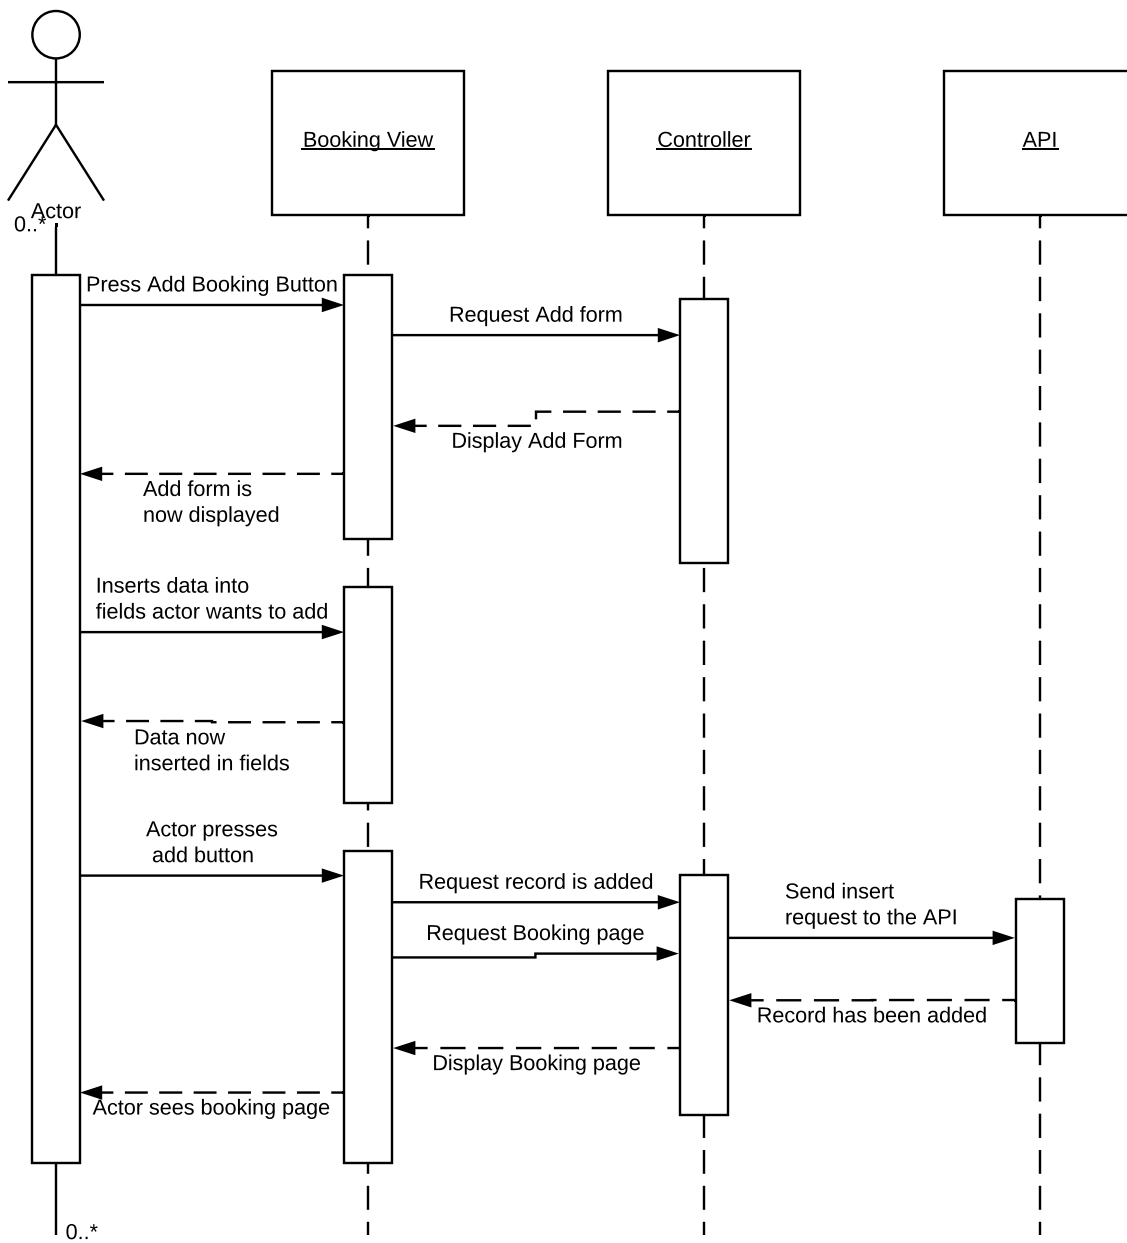 Booking View
Controller
API
Actor
0..*
Press Add Booking Button
Request Add form
Display Add Form
Add form is
now displayed
Inserts data into
fields actor wants to add
Data now
inserted in fields
Actor presses
add button
Request record is added
Send insert
request to the API
Request Booking page
Record has been added
Display Booking page
Actor sees booking page
0..*